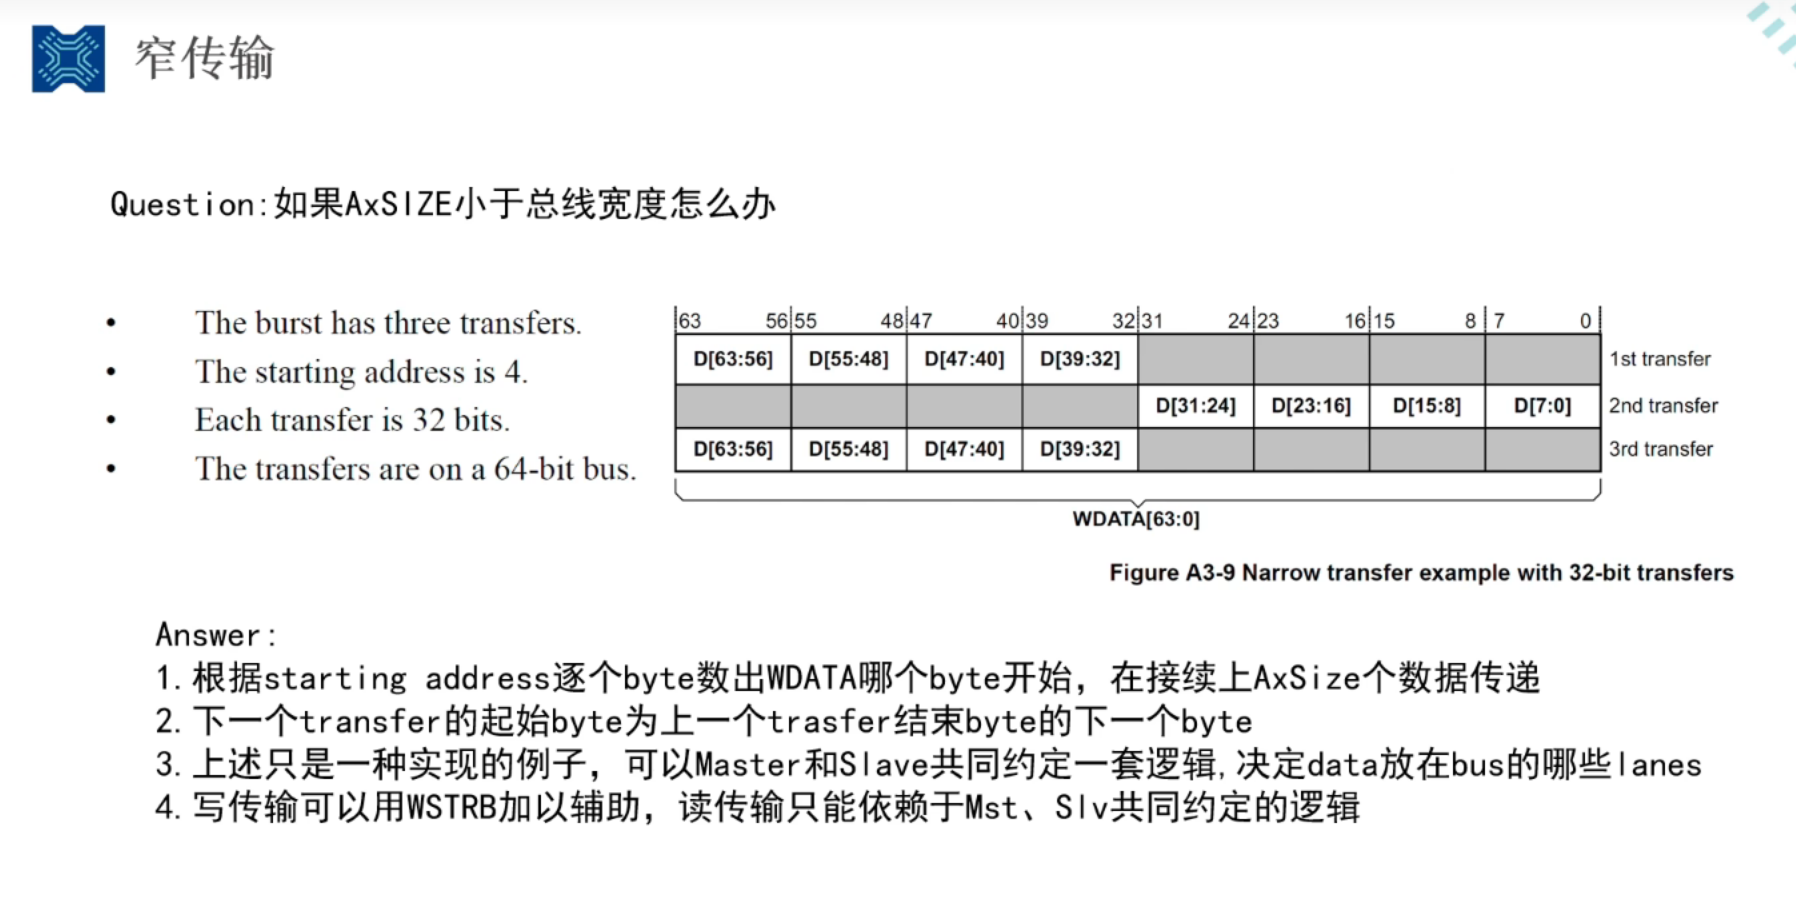 窄传输
Question:如果AxSIZE小于总线宽度怎么办
• The burst has three transfers.
• The starting address is 4.
• Each transfer is 32 bits.
• The transfers are on a 64-bit bus.
63 56 55 48 47 40 39 32 31 24 23 16 15 8 7 0
D[63:56] D[55:48] D[47:40] D[39:32] 1st transfer
D[31:24] D[23:16] D[15:8] D[7:0] 2nd transfer
D[63:56] D[55:48] D[47:40] D[39:32] 3rd transfer
WDATA[63:0]
Figure A3-9 Narrow transfer example with 32-bit transfers
Answer:
1. 根据starting address逐个byte数出WDATA哪个byte开始，在接续上AxSize个数据传递
2. 下一个transfer的起始byte为上一个trasfer结束byte的下一个byte
3. 上述只是一种实现的例子，可以Master和Slave共同约定一套逻辑,决定data放在bus的哪些lanes
4. 写传输可以用WSTRB加以辅助，读传输只能依赖于Mst、Slv共同约定的逻辑